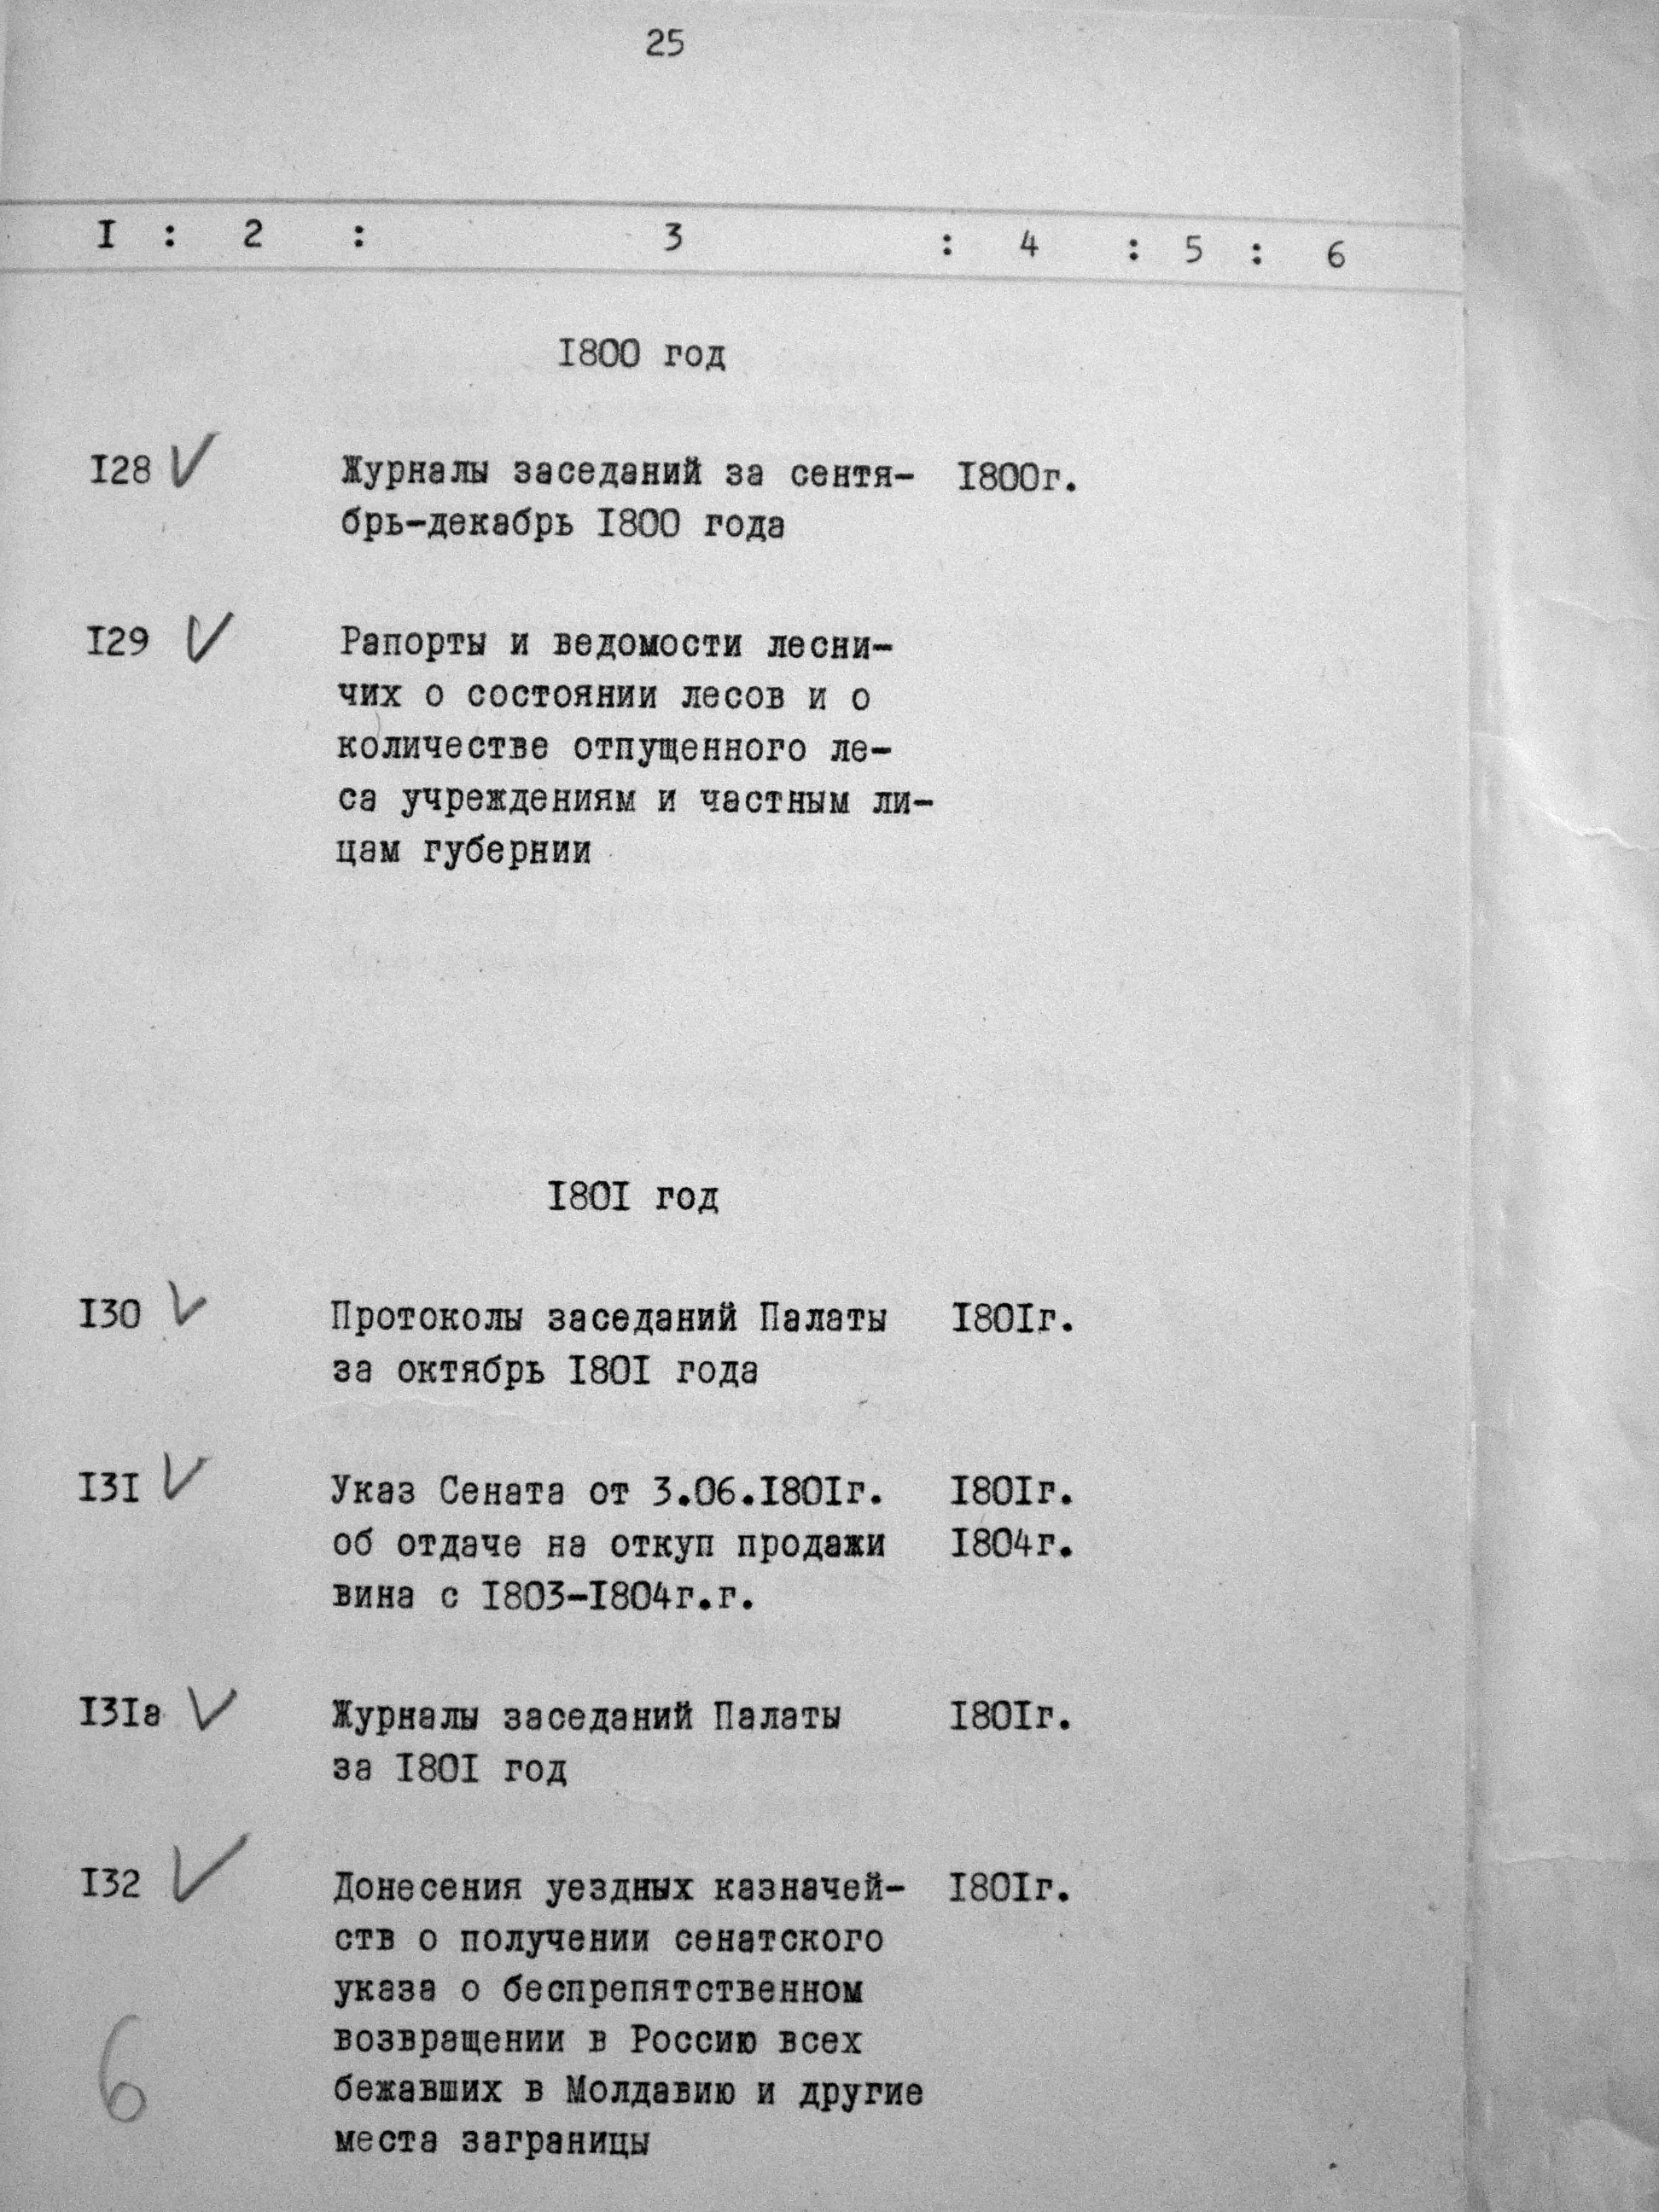 25
I : 2 : 3 : 4 : 5 : 6
I800 год
I28 V Журналы заседаний за сентя- I800г.
брь-декабрь I800 года
I29 V Рапорты и ведомости лесни-
чих о состоянии лесов и о
количестве отпущенного ле-
са учреждениям и частным ли-
цам губернии
I80I год
I30 V Протоколы заседаний Палаты I80Iг.
за октябрь I80I года
I3I V Указ Сената от 3.06.I80Iг. I80Iг.
об отдаче на откуп продажи I804г.
вина с I803-I804г.г.
I3Iа V Журналы заседаний Палаты I80Iг.
за I80I год
I32 V Донесения уездных казначей- I80Iг.
ств о получении сенатского
указа о беспрепятственном
возвращении в Россию всех
бежавших в Молдавию и другие
места заграницы
6